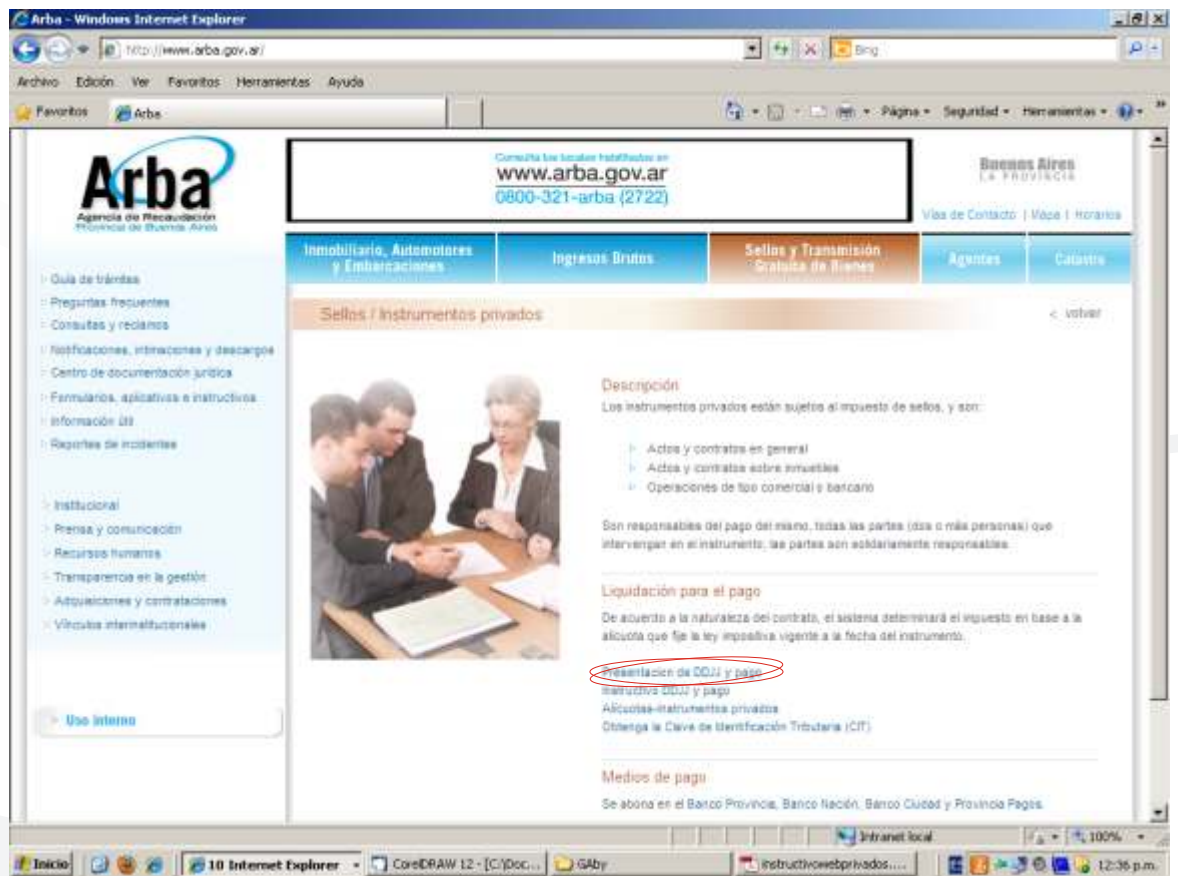 Arba - Windows Internet Explorer
http://www.arba.gov.ar/
Bing
Archivo Edición Ver Favoritos Herramientas Ayuda
Favoritos Arba
Página Seguridad Herramientas
Arba
Agencia de Recaudación
Provincia de Buenos Aires
Consulta los locales habilitados en
www.arba.gov.ar
0800-321-arba (2722)
Buenos Aires
LA PROVINCIA
Vías de Contacto | Mapa | Horarios
Inmobiliario, Automotores
y Embarcaciones
Ingresos Brutos
Sellos y Transmisión
Gratuita de Bienes
Agentes
Catastro
Guía de trámites
Preguntas frecuentes
Consultas y reclamos
Notificaciones, intimaciones y descargos
Centro de documentación jurídica
Formularios, aplicativos e instructivos
Información útil
Reportes de incidentes
Institucional
Prensa y comunicación
Recursos humanos
Transparencia en la gestión
Adquisiciones y contrataciones
Vínculos interinstitucionales
Uso interno
Sellos / Instrumentos privados
< volver
Descripción
Los instrumentos privados están sujetos al impuesto de sellos, y son:
Actos y contratos en general
Actos y contratos sobre inmuebles
Operaciones de tipo comercial o bancario
Son responsables del pago del mismo, todas las partes (dos o más personas) que
intervengan en el instrumento, las partes son solidariamente responsables.
Liquidación para el pago
De acuerdo a la naturaleza del contrato, el sistema determinará el impuesto en base a la
alícuota que fije la ley impositiva vigente a la fecha del instrumento.
Presentación de DDJJ y pago
Instructivo DDJJ y pago
Alícuotas-instrumentos privados
Obtenga la Clave de Identificación Tributaria (CIT)
Medios de pago
Se abona en el Banco Provincia, Banco Nación, Banco Ciudad y Provincia Pagos.
Intranet local
100%
Inicio
10 Internet Explorer
CorelDRAW 12 - [C:\Doc...
GAby
instructivowebprivados....
12:36 p.m.